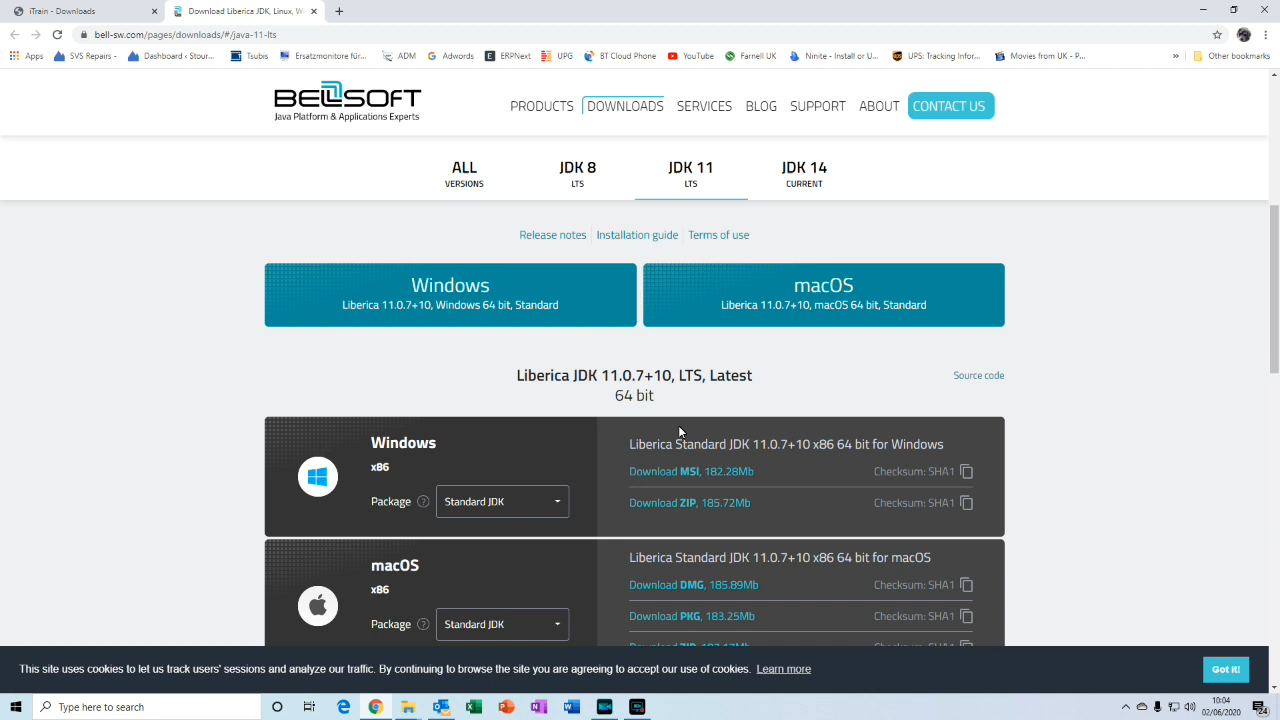 iTrain - Downloads
Download Liberica JDK, Linux, Wi
bell-sw.com/pages/downloads/#/java-11-lts
Apps SVS Repairs - Dashboard ‹ Stour... Tsubis Ersatzmonitore für... ADM Adwords ERPNext UPG BT Cloud Phone YouTube Farnell UK Ninite - Install or U... UPS: Tracking Infor... Movies from UK - P... » Other bookmarks
BELLSOFT
Java Platform & Applications Experts
PRODUCTS DOWNLOADS SERVICES BLOG SUPPORT ABOUT CONTACT US
ALL JDK 8 JDK 11 JDK 14
VERSIONS LTS LTS CURRENT
Release notes Installation guide Terms of use
Windows
Liberica 11.0.7+10, Windows 64 bit, Standard
macOS
Liberica 11.0.7+10, macOS 64 bit, Standard
Liberica JDK 11.0.7+10, LTS, Latest
64 bit
Source code
Windows
x86
Package ? Standard JDK
Liberica Standard JDK 11.0.7+10 x86 64 bit for Windows
Download MSI, 182.28Mb Checksum: SHA1
Download ZIP, 185.72Mb Checksum: SHA1
macOS
x86
Package ? Standard JDK
Liberica Standard JDK 11.0.7+10 x86 64 bit for macOS
Download DMG, 185.89Mb Checksum: SHA1
Download PKG, 183.25Mb Checksum: SHA1
This site uses cookies to let us track users' sessions and analyze our traffic. By continuing to browse the site you are agreeing to accept our use of cookies. Learn more
Got it!
Type here to search
10:04
02/06/2020
24